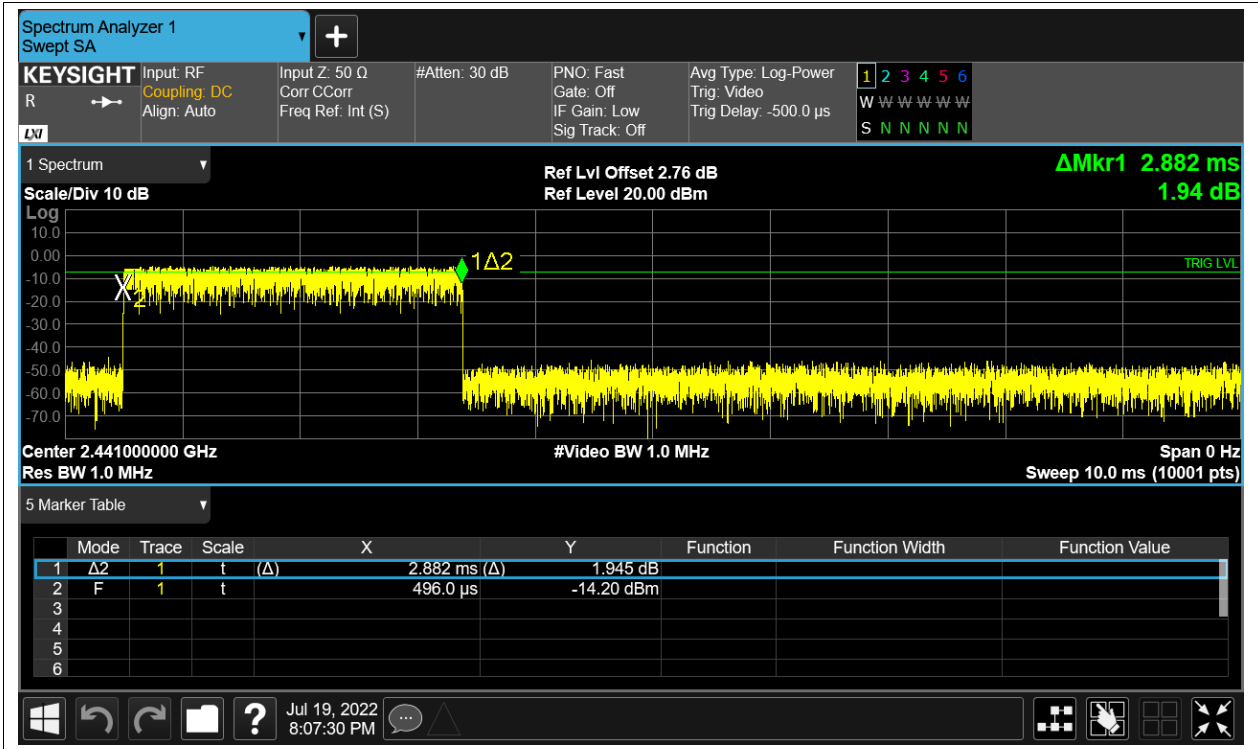 Spectrum Analyzer 1
Swept SA
KEYSIGHT
R
LXI
Input: RF
Coupling: DC
Align: Auto
Input Z: 50 Ω
Corr CCorr
Freq Ref: Int (S)
#Atten: 30 dB
PNO: Fast
Gate: Off
IF Gain: Low
Sig Track: Off
Avg Type: Log-Power
Trig: Video
Trig Delay: -500.0 µs
1 2 3 4 5 6
W W W W W W
S N N N N N
1 Spectrum
Scale/Div 10 dB
Ref Lvl Offset 2.76 dB
Ref Level 20.00 dBm
ΔMkr1 2.882 ms
1.94 dB
Log
10.0
0.00
-10.0
-20.0
-30.0
-40.0
-50.0
-60.0
-70.0
1Δ2
X2
TRIG LVL
Center 2.441000000 GHz
#Video BW 1.0 MHz
Span 0 Hz
Res BW 1.0 MHz
Sweep 10.0 ms (10001 pts)
5 Marker Table
Mode Trace Scale X Y Function Function Width Function Value
1 Δ2 1 t (Δ) 2.882 ms (Δ) 1.945 dB
2 F 1 t 496.0 µs -14.20 dBm
3
4
5
6
?
Jul 19, 2022
8:07:30 PM